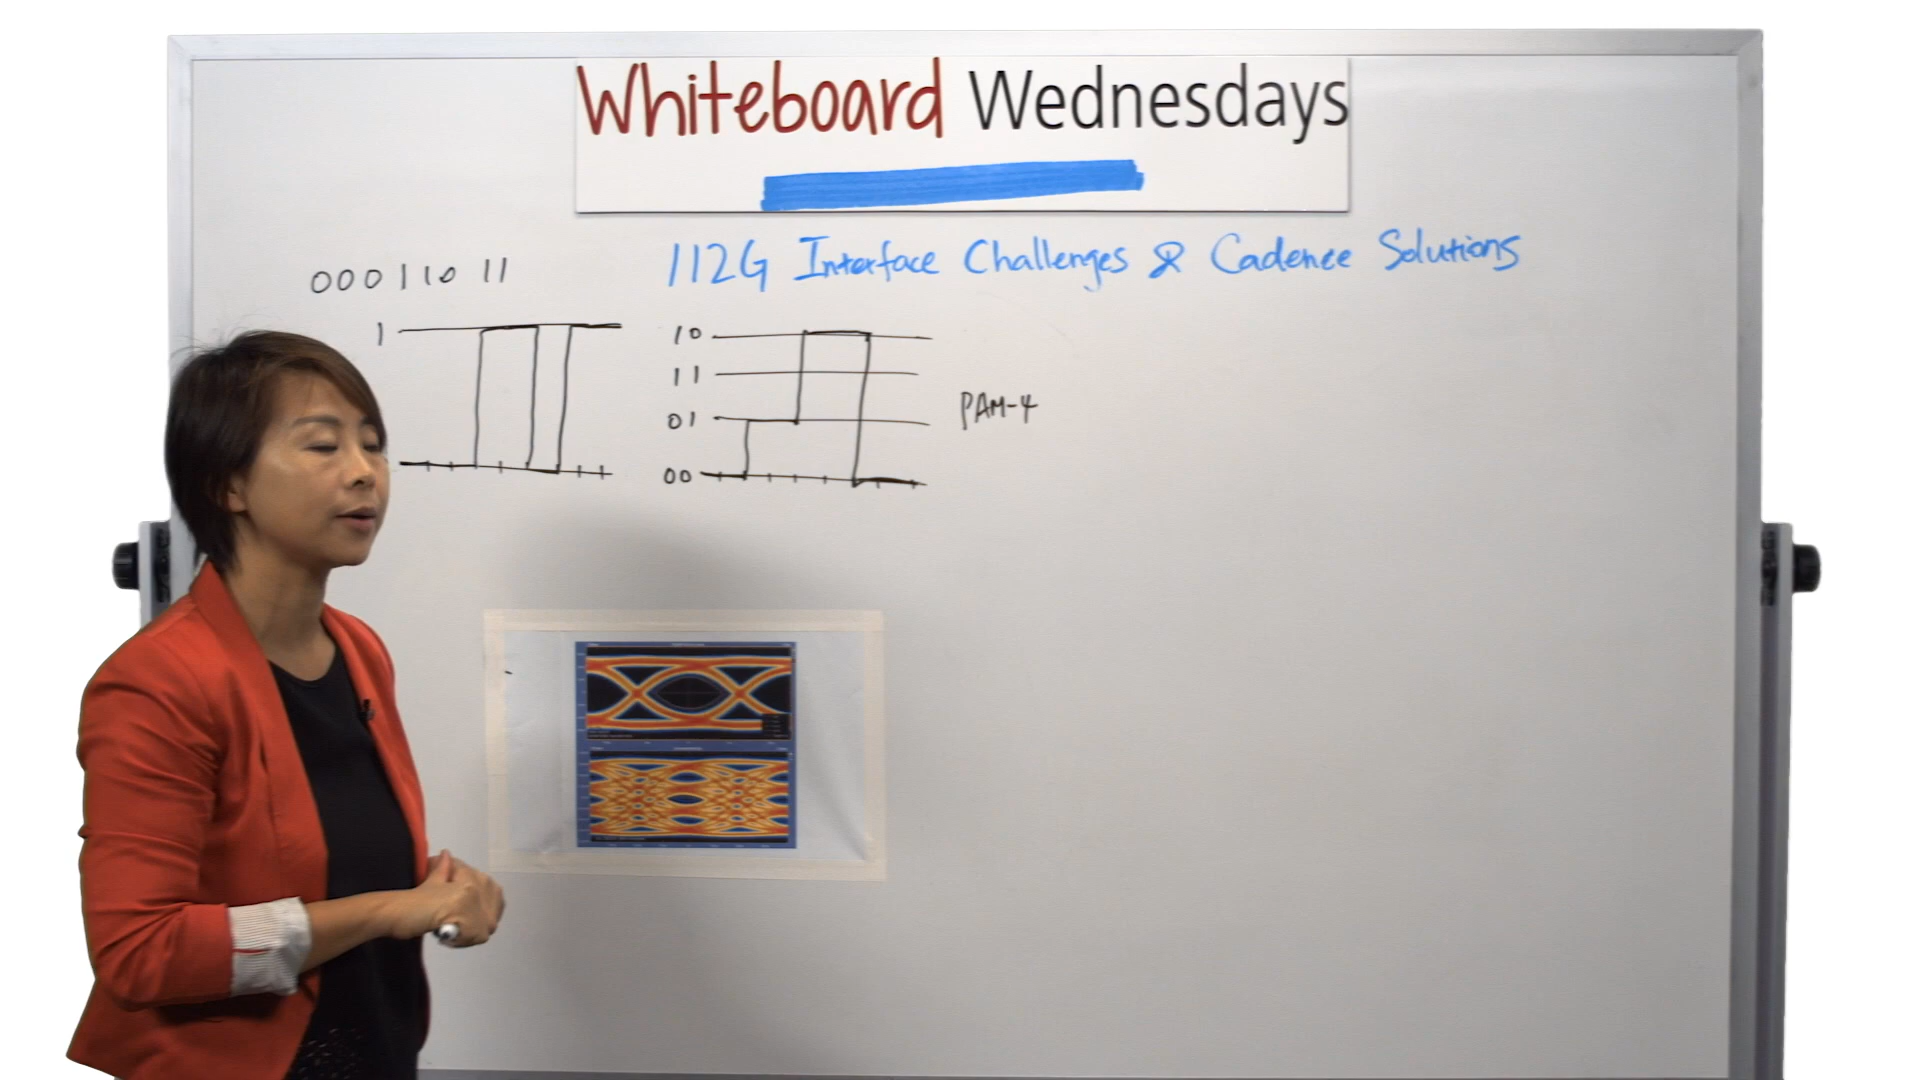 Whiteboard Wednesdays
112G Interface Challenges & Cadence Solutions
000110 11
1
10
11
01
00
PAM-4